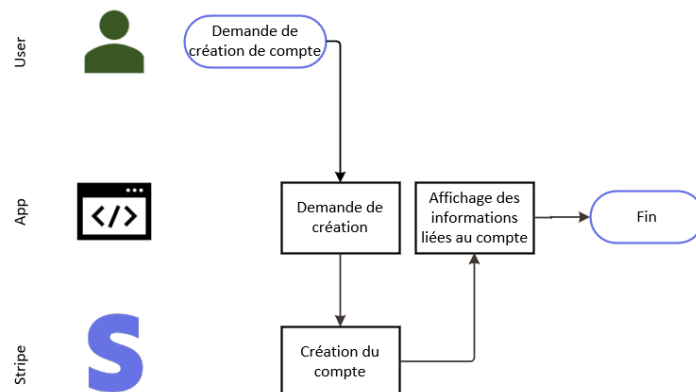 User
Demande de
création de compte
App
</>
Demande de
création
Affichage des
informations
liées au compte
Fin
Stripe
S
Création du
compte